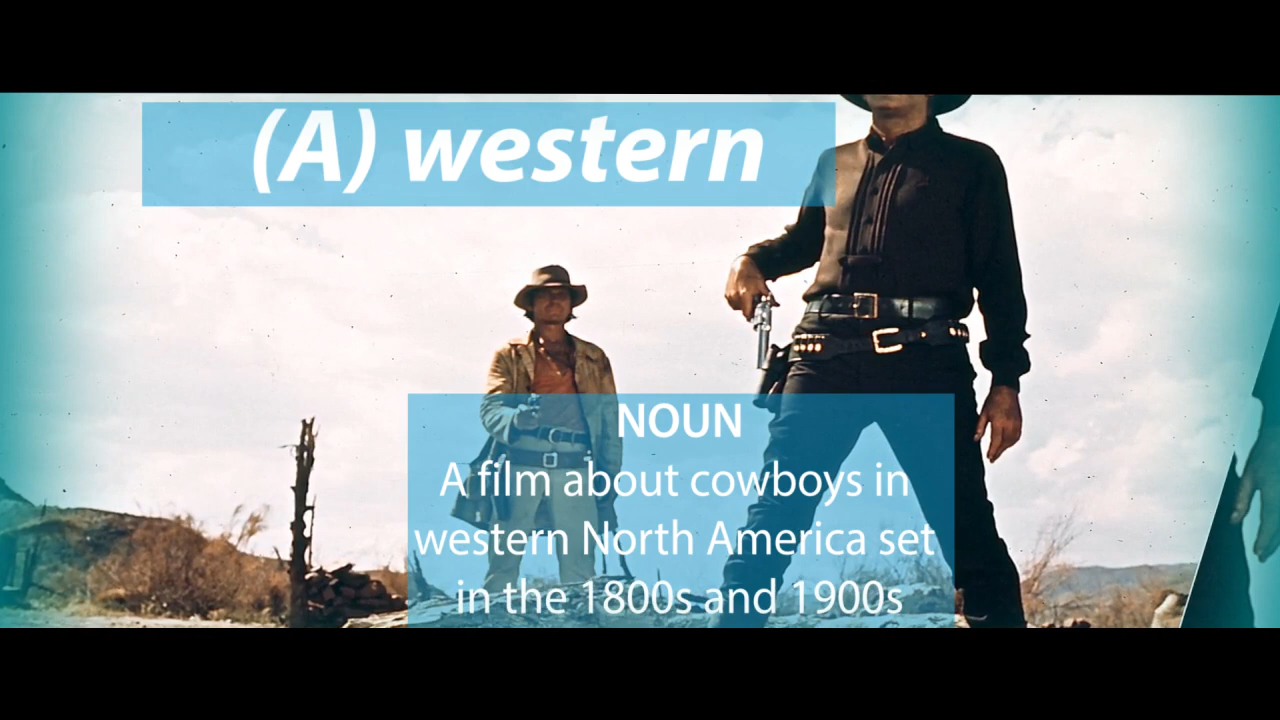 (A) western
NOUN
A film about cowboys in
western North America set
in the 1800s and 1900s